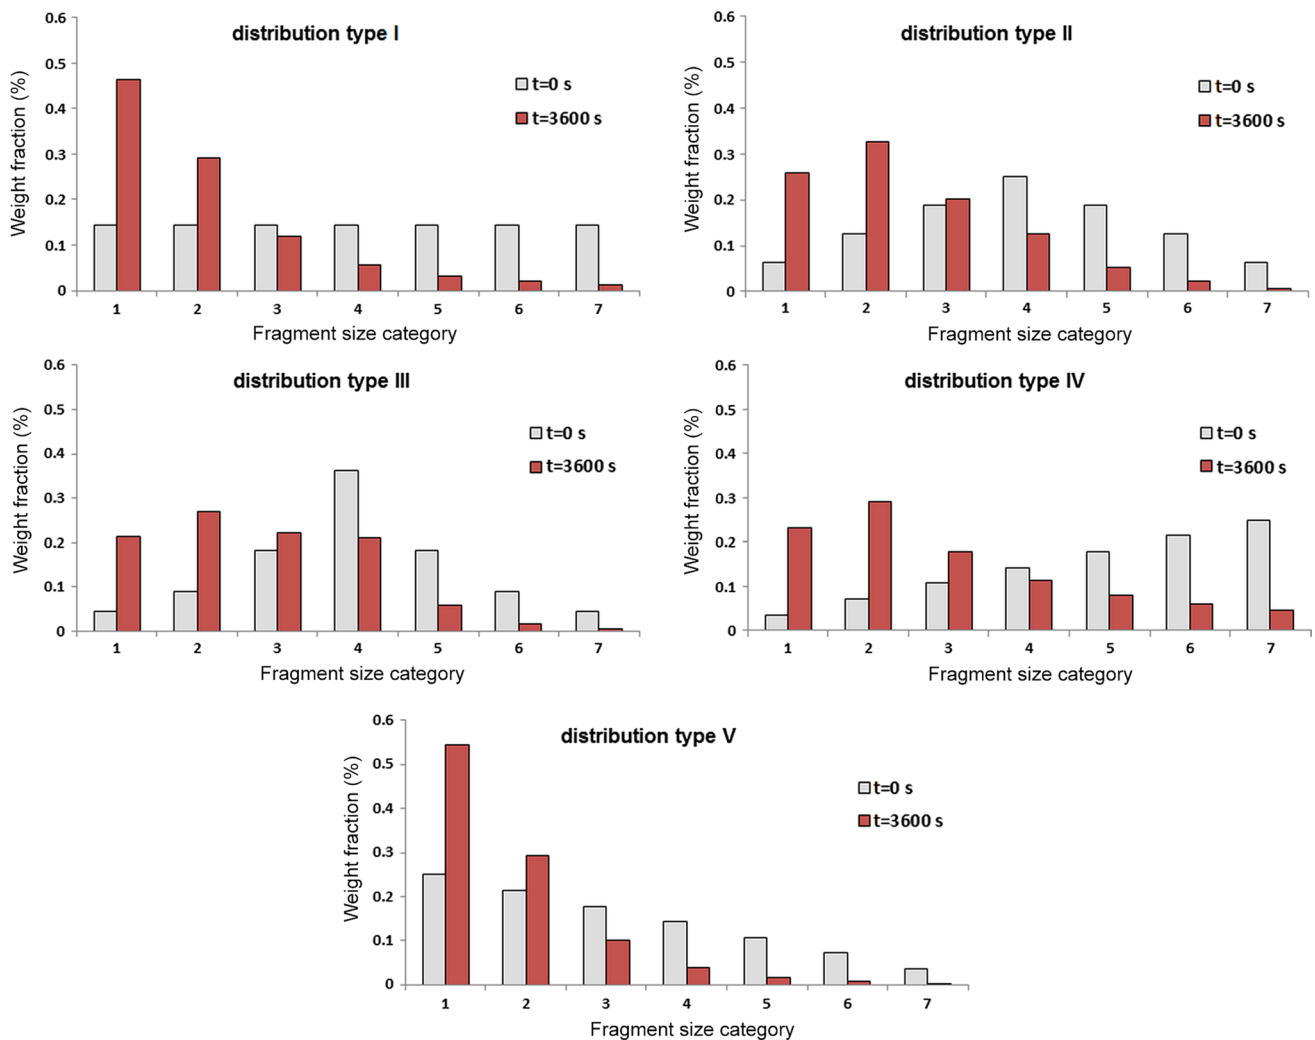 distribution type I
Weight fraction (%)
0.6
0.5
0.4
0.3
0.2
0.1
0
t=0 s
t=3600 s
1 2 3 4 5 6 7
Fragment size category
distribution type II
Weight fraction (%)
0.6
0.5
0.4
0.3
0.2
0.1
0
t=0 s
t=3600 s
1 2 3 4 5 6 7
Fragment size category
distribution type III
Weight fraction (%)
0.6
0.5
0.4
0.3
0.2
0.1
0
t=0 s
t=3600 s
1 2 3 4 5 6 7
Fragment size category
distribution type IV
Weight fraction (%)
0.6
0.5
0.4
0.3
0.2
0.1
0
t=0 s
t=3600 s
1 2 3 4 5 6 7
Fragment size category
distribution type V
Weight fraction (%)
0.6
0.5
0.4
0.3
0.2
0.1
0
t=0 s
t=3600 s
1 2 3 4 5 6 7
Fragment size category